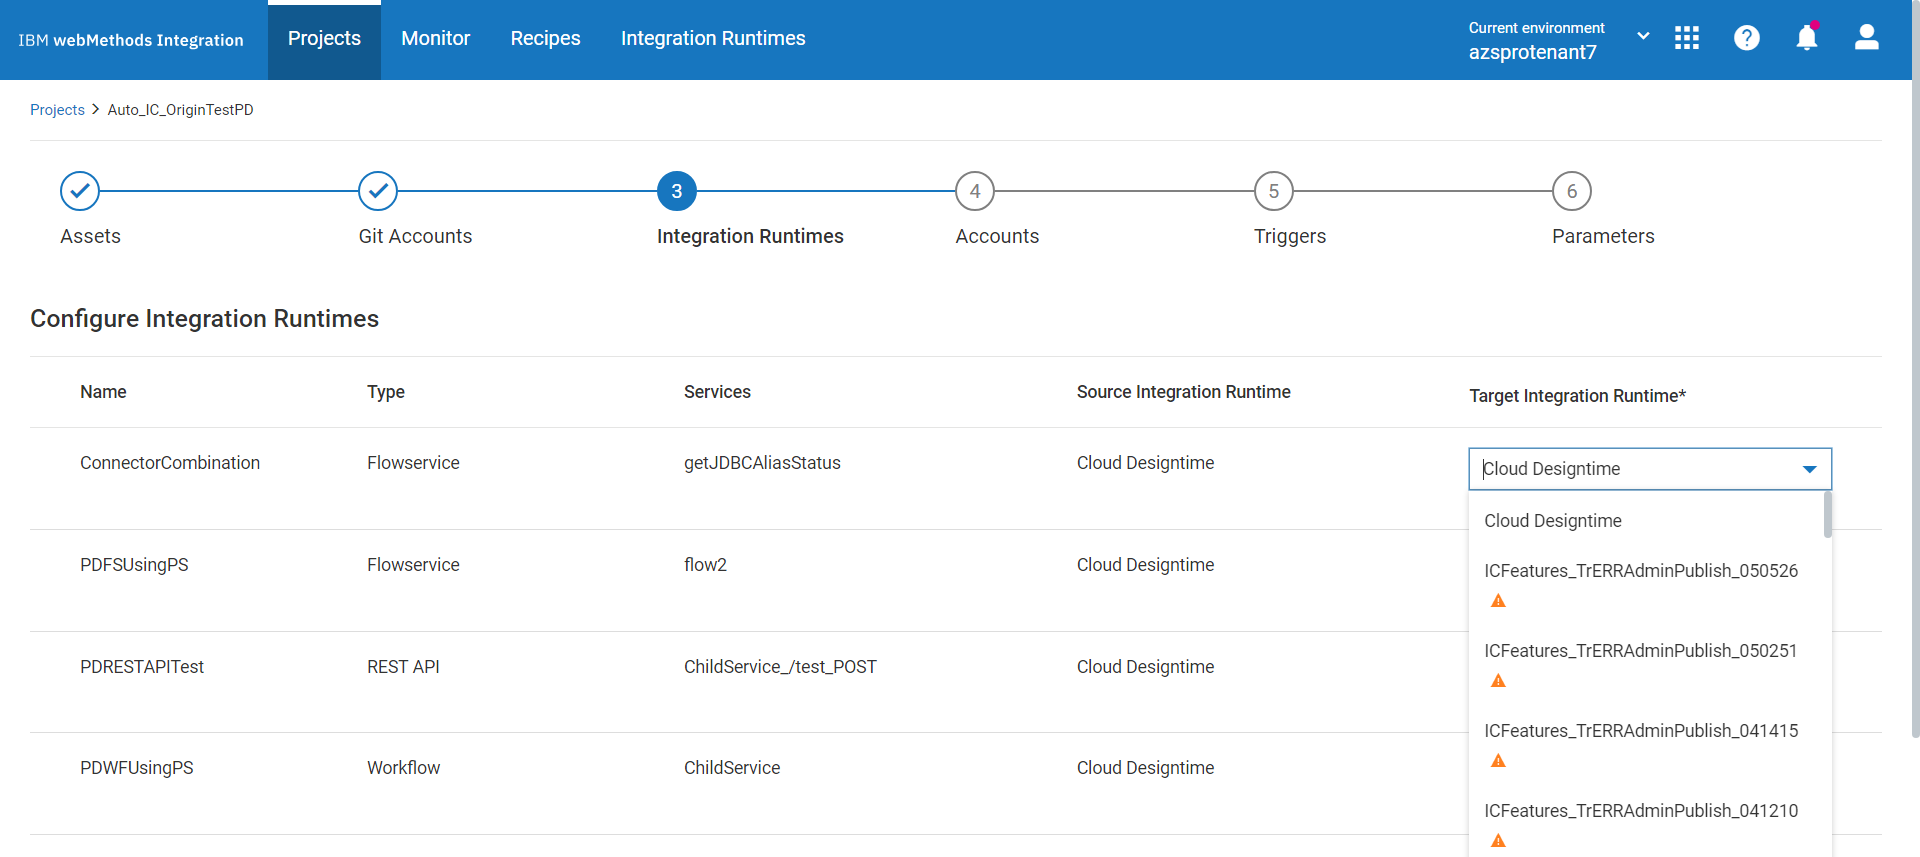 IBM webMethods Integration
Projects
Monitor
Recipes
Integration Runtimes
Current environment
azsprotenant7
Projects > Auto_IC_OriginTestPD
3
4
5
6
Assets
Git Accounts
Integration Runtimes
Accounts
Triggers
Parameters
Configure Integration Runtimes
Name
Type
Services
Source Integration Runtime
Target Integration Runtime*
ConnectorCombination
Flowservice
getJDBCAliasStatus
Cloud Designtime
Cloud Designtime
Cloud Designtime
PDFSUsingPS
Flowservice
flow2
Cloud Designtime
ICFeatures_TrERRAdminPublish_050526
PDRESTAPITest
REST API
ChildService_/test_POST
Cloud Designtime
ICFeatures_TrERRAdminPublish_050251
ICFeatures_TrERRAdminPublish_041415
PDWFUsingPS
Workflow
ChildService
Cloud Designtime
ICFeatures_TrERRAdminPublish_041210